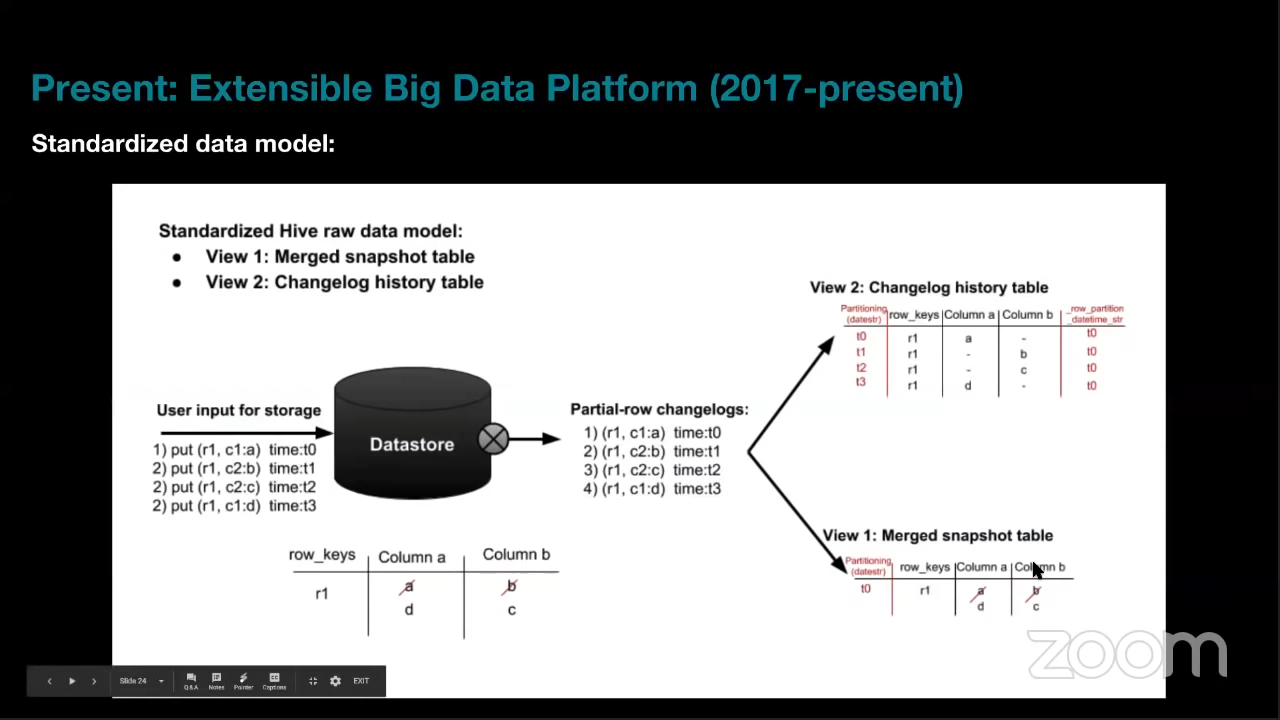 Present: Extensible Big Data Platform (2017-present)
Standardized data model:
Standardized Hive raw data model:
● View 1: Merged snapshot table
● View 2: Changelog history table
User input for storage
1) put (r1, c1:a) time:t0
2) put (r1, c2:b) time:t1
2) put (r1, c2:c) time:t2
2) put (r1, c1:d) time:t3
Datastore
row_keys Column a Column b
r1 a b
d c
Partial-row changelogs:
1) (r1, c1:a) time:t0
2) (r1, c2:b) time:t1
3) (r1, c2:c) time:t2
4) (r1, c1:d) time:t3
View 2: Changelog history table
Partitioning (datestr) row_keys Column a Column b _row_partition _datetime_str
t0 r1 a - t0
t1 r1 - b t0
t2 r1 - c t0
t3 r1 d - t0
View 1: Merged snapshot table
Partitioning (datestr) row_keys Column a Column b
t0 r1 a b
d c
zoom
Slide 24 Q&A Notes Pointer Captions EXIT